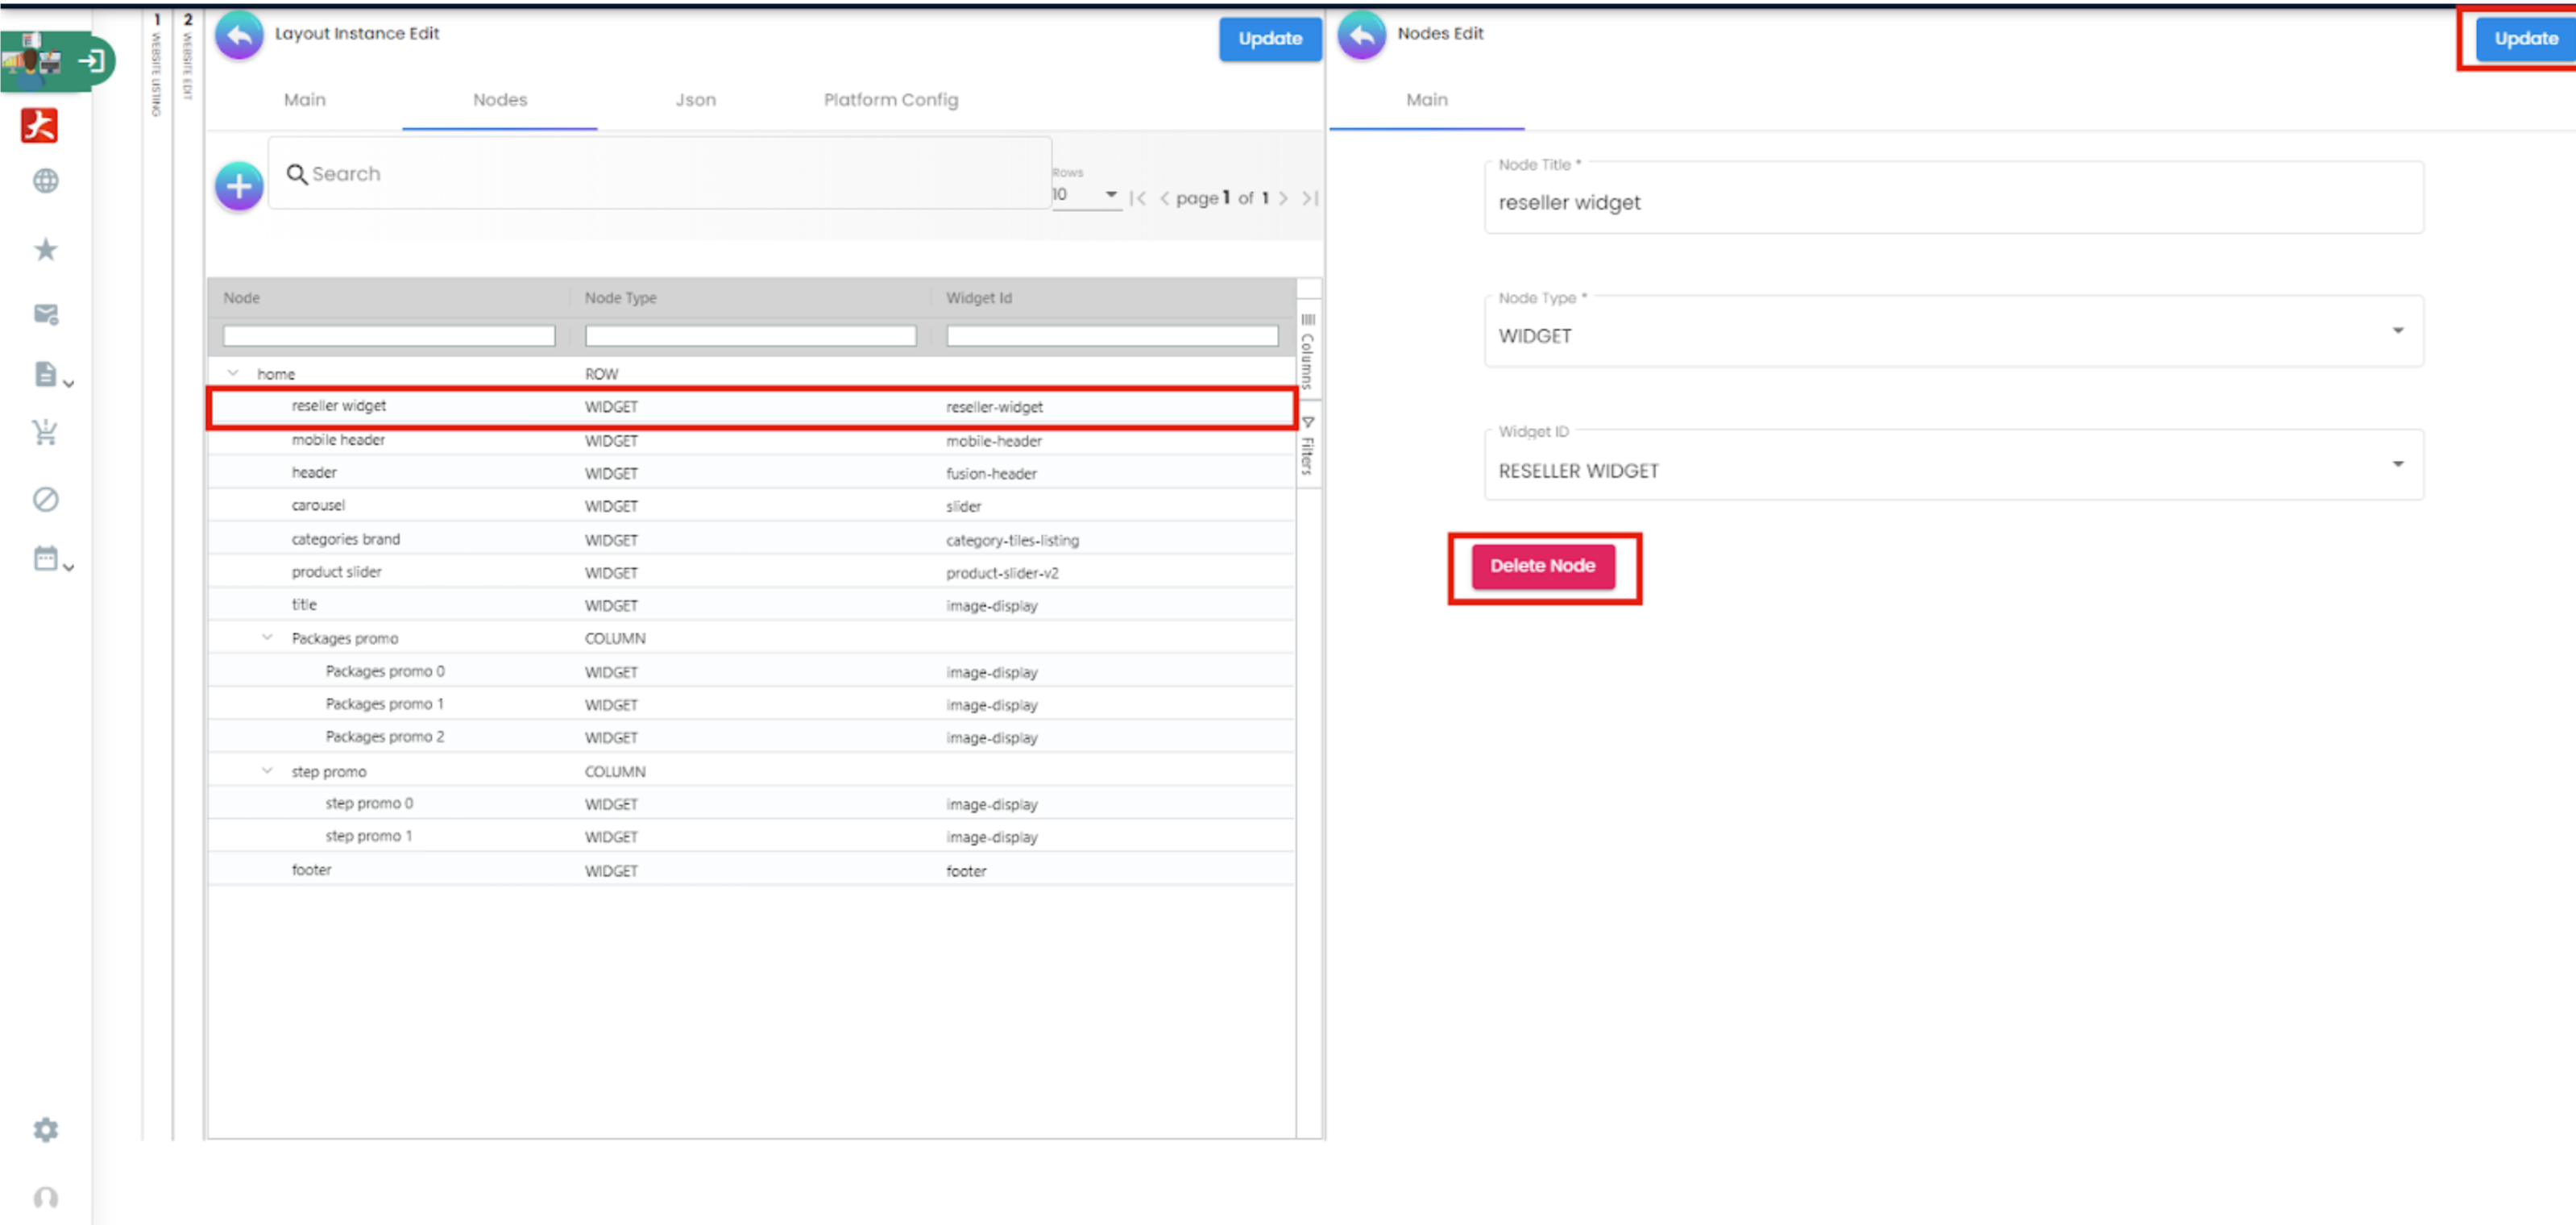 1 WEBSITE LISTING
2 WEBSITE EDIT
Layout Instance Edit
Update
Main
Nodes
Json
Platform Config
Search
Rows
10
page 1 of 1
Node Node Type Widget Id
home ROW
reseller widget WIDGET reseller-widget
mobile header WIDGET mobile-header
header WIDGET fusion-header
carousel WIDGET slider
categories brand WIDGET category-tiles-listing
product slider WIDGET product-slider-v2
title WIDGET image-display
Packages promo COLUMN
Packages promo 0 WIDGET image-display
Packages promo 1 WIDGET image-display
Packages promo 2 WIDGET image-display
step promo COLUMN
step promo 0 WIDGET image-display
step promo 1 WIDGET image-display
footer WIDGET footer
Columns
Filters
Nodes Edit
Update
Main
Node Title *
reseller widget
Node Type *
WIDGET
Widget ID
RESELLER WIDGET
Delete Node